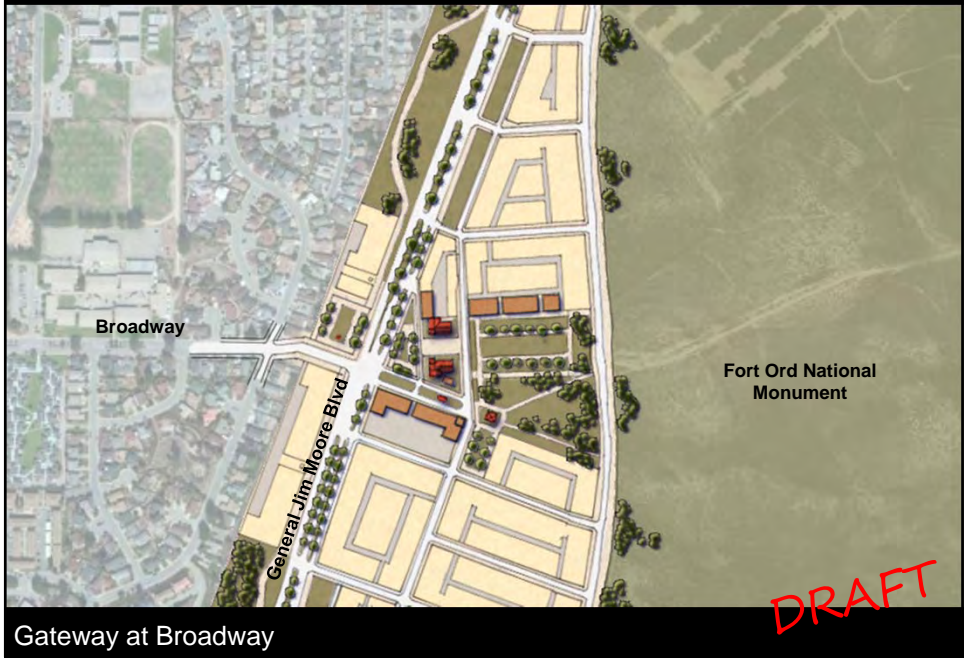 Broadway
General Jim Moore Blvd
Fort Ord National
Monument
DRAFT
Gateway at Broadway